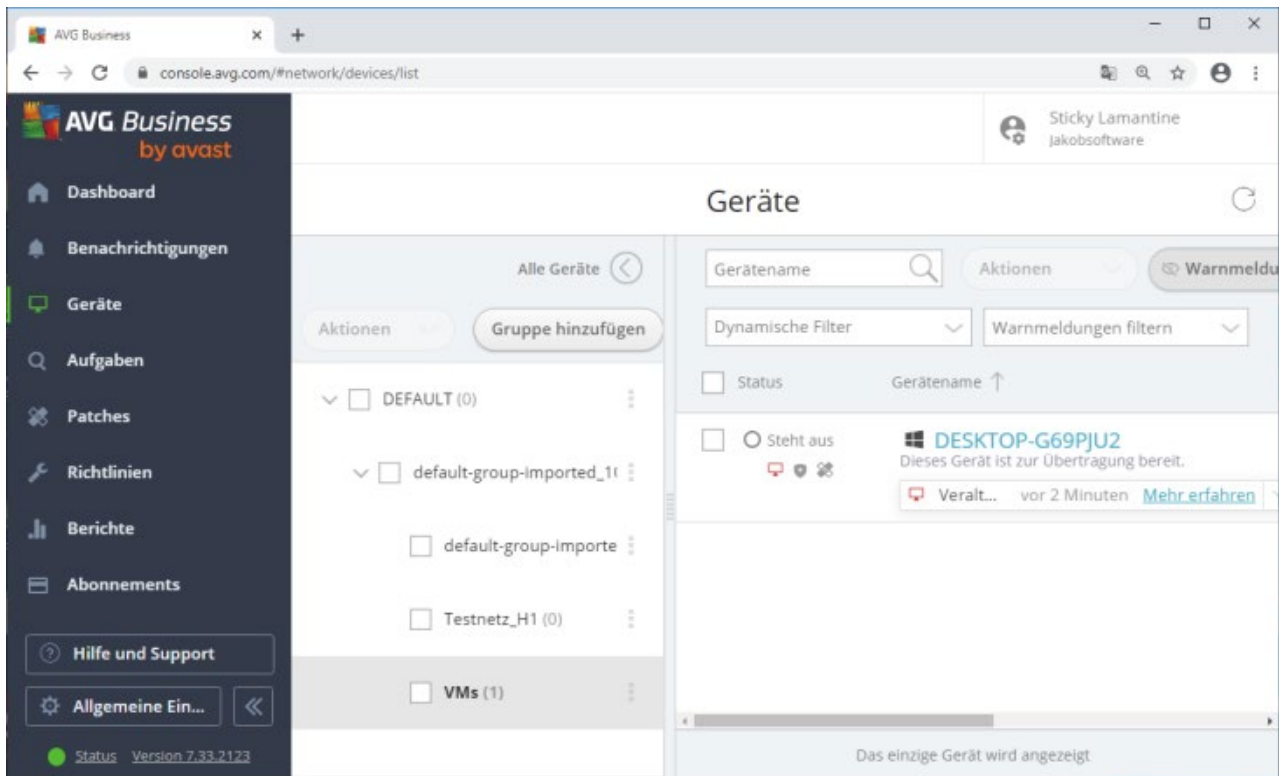 AVG Business
console.avg.com/#network/devices/list
AVG Business
by avast
Sticky Lamantine
Jakobsoftware
Dashboard
Benachrichtigungen
Geräte
Aufgaben
Patches
Richtlinien
Berichte
Abonnements
Hilfe und Support
Allgemeine Ein...
Status Version 7.33.2123
Geräte
Alle Geräte
Aktionen Gruppe hinzufügen
DEFAULT (0)
default-group-imported_1(
default-group-importe
Testnetz_H1 (0)
VMs (1)
Gerätename Aktionen Warnmeldu
Dynamische Filter Warnmeldungen filtern
Status Gerätename
Steht aus DESKTOP-G69PJU2
Dieses Gerät ist zur Übertragung bereit.
Veralt... vor 2 Minuten Mehr erfahren
Das einzige Gerät wird angezeigt